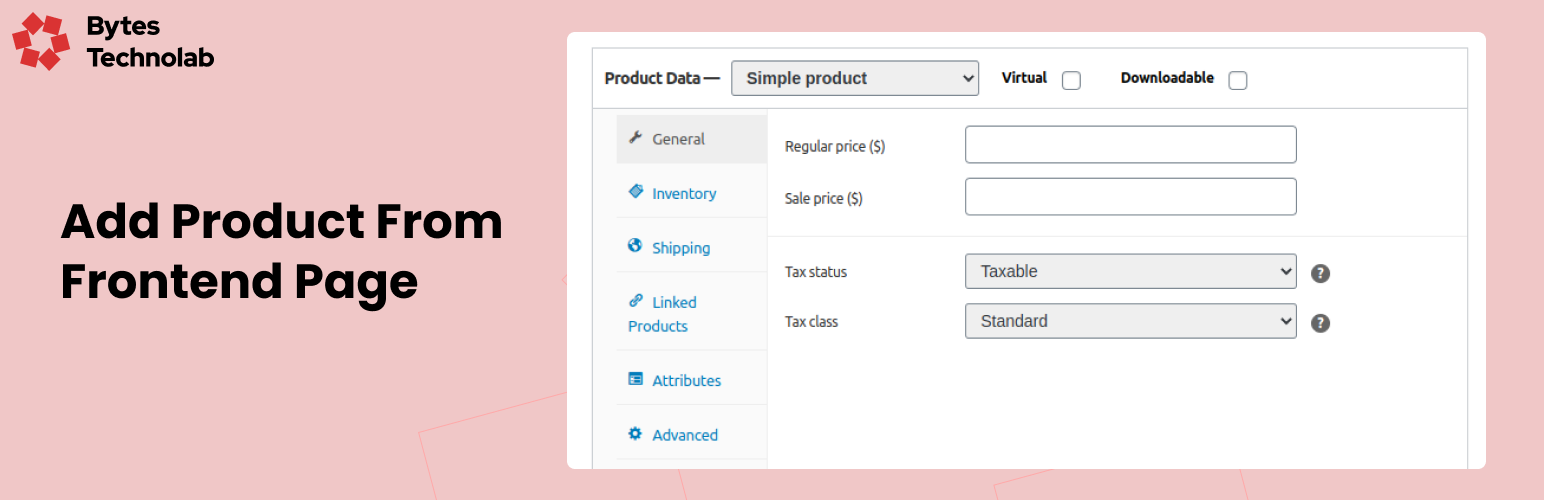 Bytes
Technolab
Add Product From
Frontend Page
Product Data — Simple product Virtual Downloadable
General
Inventory
Shipping
Linked
Products
Attributes
Advanced
Regular price ($)
Sale price ($)
Tax status Taxable ?
Tax class Standard ?